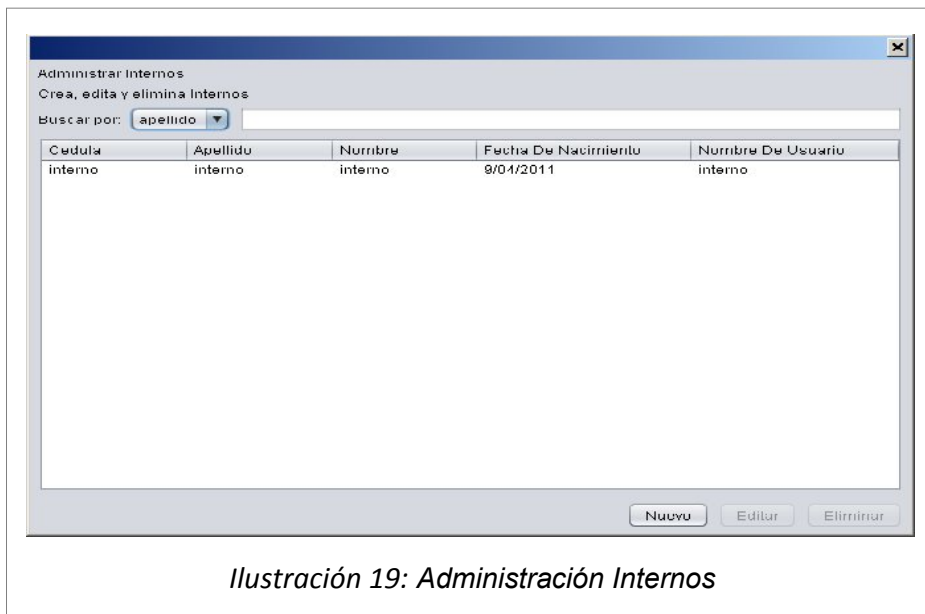 Administrar Internos
Crea, edita y elimina Internos
Buscar por: apellido
Cedula Apellido Nombre Fecha De Nacimiento Nombre De Usuario
interno interno interno 9/04/2011 interno
Nuevo Editar Eliminar
Ilustración 19: Administración Internos